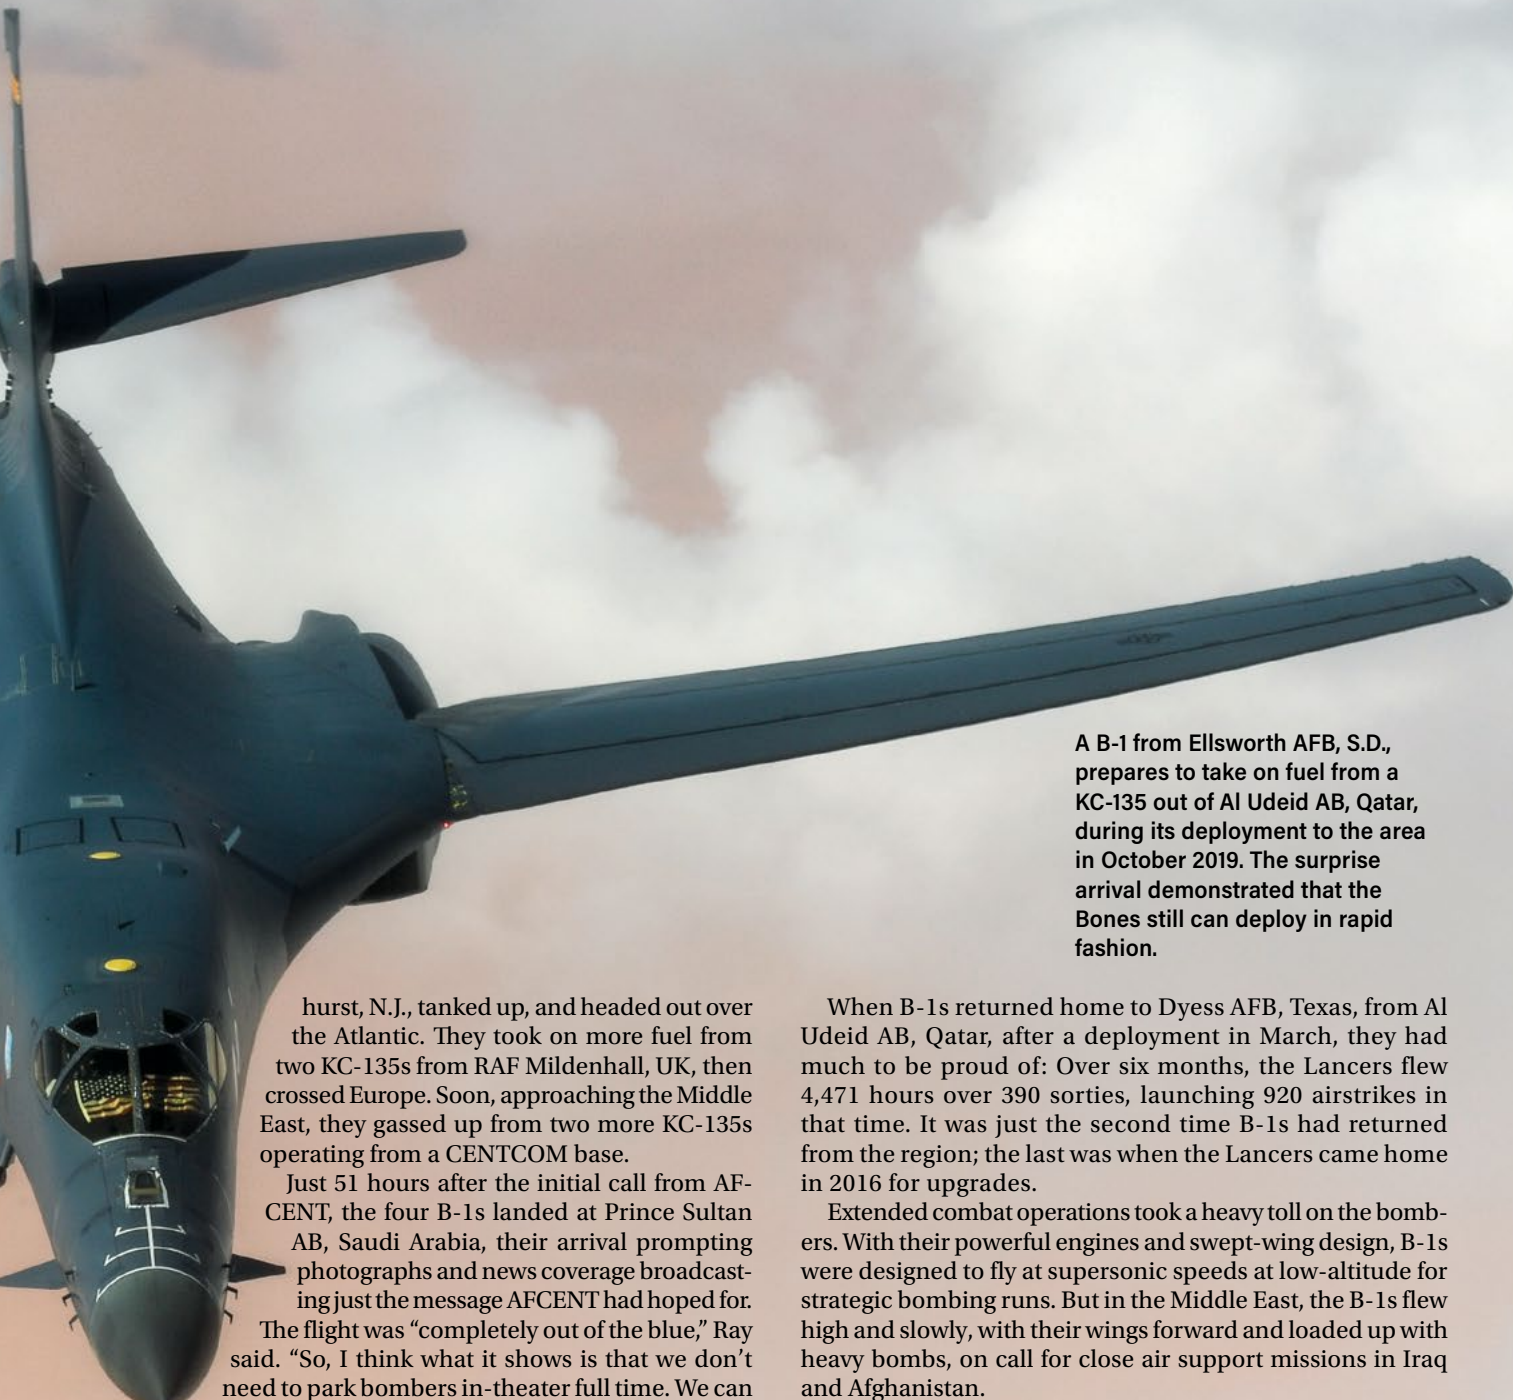 A B-1 from Ellsworth AFB, S.D.,
prepares to take on fuel from a
KC-135 out of Al Udeid AB, Qatar,
during its deployment to the area
in October 2019. The surprise
arrival demonstrated that the
Bones still can deploy in rapid
fashion.
hurst, N.J., tanked up, and headed out over
the Atlantic. They took on more fuel from
two KC-135s from RAF Mildenhall, UK, then
crossed Europe. Soon, approaching the Middle
East, they gassed up from two more KC-135s
operating from a CENTCOM base.
Just 51 hours after the initial call from AF-
CENT, the four B-1s landed at Prince Sultan
AB, Saudi Arabia, their arrival prompting
photographs and news coverage broadcast-
ing just the message AFCENT had hoped for.
The flight was “completely out of the blue,” Ray
said. “So, I think what it shows is that we don’t
need to park bombers in-theater full time. We can
When B-1s returned home to Dyess AFB, Texas, from Al
Udeid AB, Qatar, after a deployment in March, they had
much to be proud of: Over six months, the Lancers flew
4,471 hours over 390 sorties, launching 920 airstrikes in
that time. It was just the second time B-1s had returned
from the region; the last was when the Lancers came home
in 2016 for upgrades.
Extended combat operations took a heavy toll on the bomb-
ers. With their powerful engines and swept-wing design, B-1s
were designed to fly at supersonic speeds at low-altitude for
strategic bombing runs. But in the Middle East, the B-1s flew
high and slowly, with their wings forward and loaded up with
heavy bombs, on call for close air support missions in Iraq
and Afghanistan.